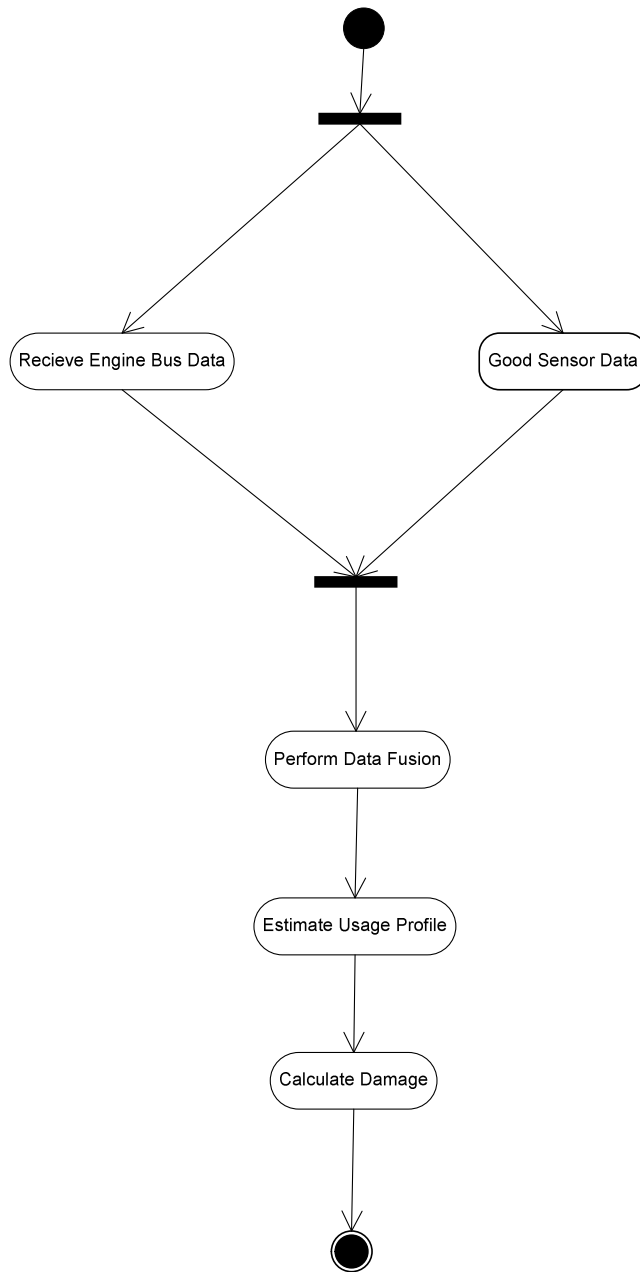 Recieve Engine Bus Data
Good Sensor Data
Perform Data Fusion
Estimate Usage Profile
Calculate Damage